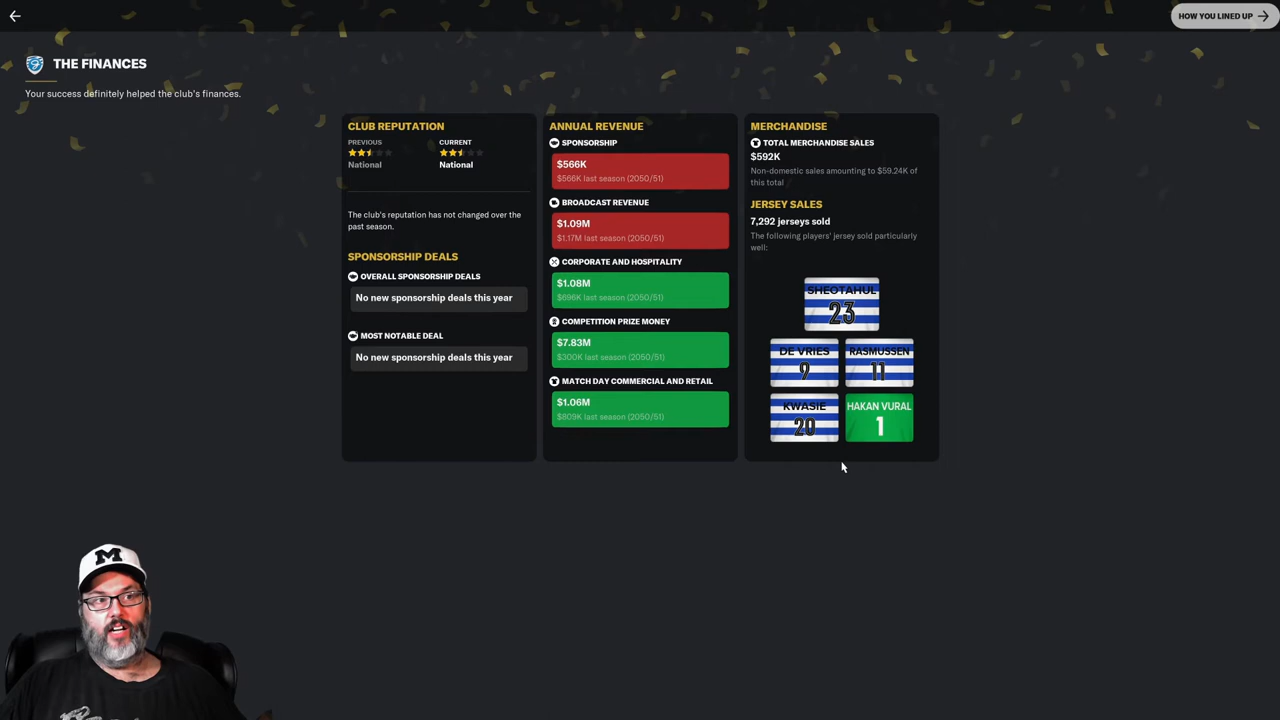 HOW YOU LINED UP
THE FINANCES
Your success definitely helped the club's finances.
CLUB REPUTATION
PREVIOUS
CURRENT
National
National
The club's reputation has not changed over the
past season.
SPONSORSHIP DEALS
OVERALL SPONSORSHIP DEALS
No new sponsorship deals this year
MOST NOTABLE DEAL
No new sponsorship deals this year
ANNUAL REVENUE
SPONSORSHIP
$566K
$566K last season (2050/51)
BROADCAST REVENUE
$1.09M
$1.17M last season (2050/51)
CORPORATE AND HOSPITALITY
$1.08M
$696K last season (2050/51)
COMPETITION PRIZE MONEY
$7.83M
$300K last season (2050/51)
MATCH DAY COMMERCIAL AND RETAIL
$1.06M
$809K last season (2050/51)
MERCHANDISE
TOTAL MERCHANDISE SALES
$592K
Non-domestic sales amounting to $59.24K of
this total
JERSEY SALES
7,292 jerseys sold
The following players' jersey sold particularly
well:
SHEOTAHUL
23
DE VRIES
9
RASMUSSEN
11
KWASIE
20
HAKAN VURAL
1
M